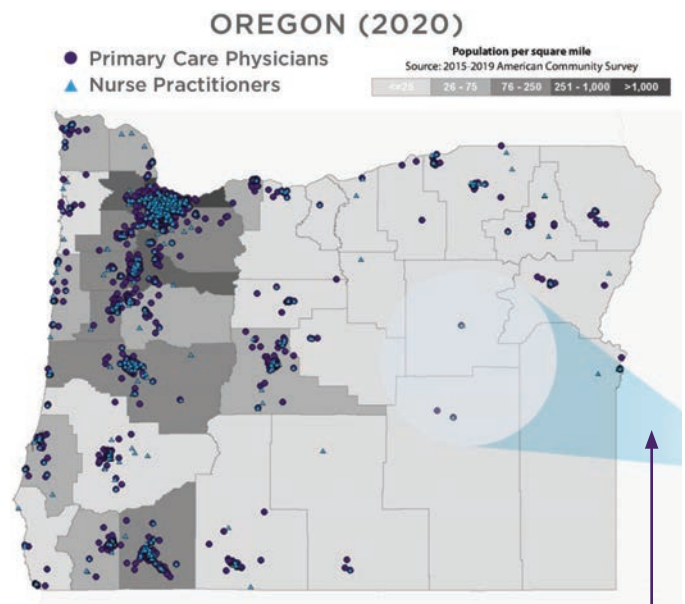 OREGON (2020)
Primary Care Physicians
Nurse Practitioners
Population per square mile
Source: 2015-2019 American Community Survey
<=25 26 - 75 76 - 250 251 - 1,000 >1,000